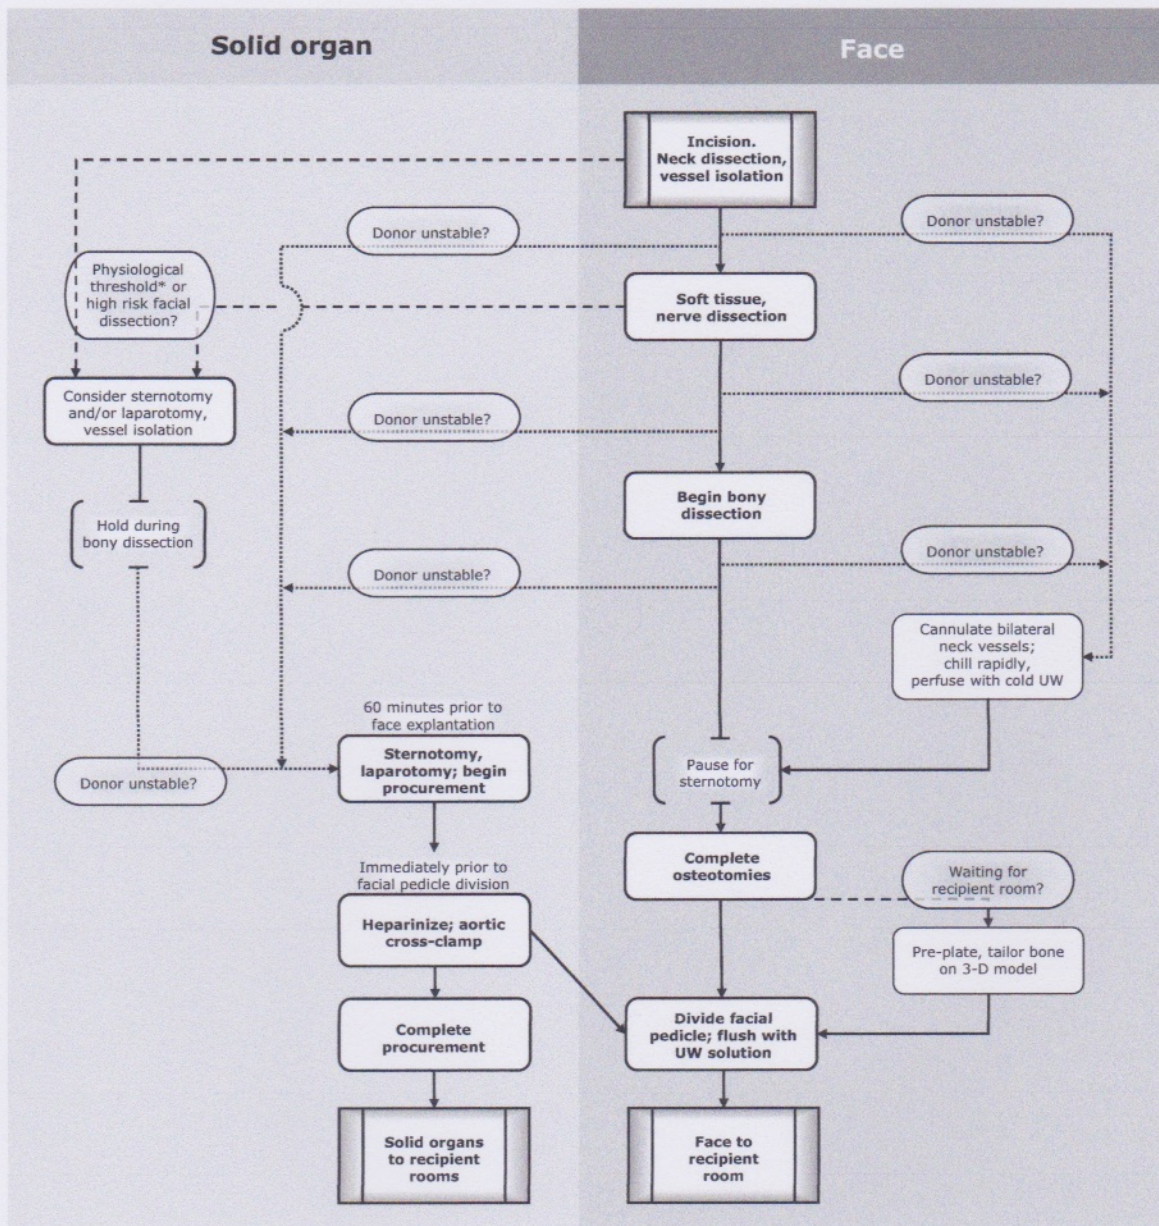 Solid organ
Face
Incision.
Neck dissection,
vessel isolation
Donor unstable?
Donor unstable?
Physiological
threshold* or
high risk facial
dissection?
Soft tissue,
nerve dissection
Donor unstable?
Consider sternotomy
and/or laparotomy,
vessel isolation
Donor unstable?
Begin bony
dissection
Hold during
bony dissection
Donor unstable?
Donor unstable?
Cannulate bilateral
neck vessels;
chill rapidly,
perfuse with cold UW
60 minutes prior to
face explantation
Sternotomy,
laparotomy; begin
procurement
Donor unstable?
Pause for
sternotomy
Complete
osteotomies
Waiting for
recipient room?
Immediately prior to
facial pedicle division
Heparinize; aortic
cross-clamp
Pre-plate, tailor bone
on 3-D model
Complete
procurement
Divide facial
pedicle; flush with
UW solution
Solid organs
to recipient
rooms
Face to
recipient
room